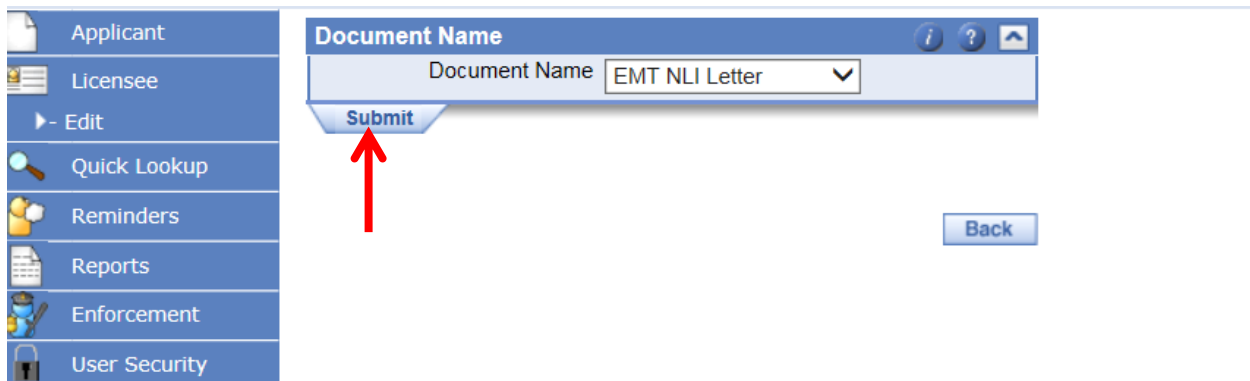 Applicant
Licensee
- Edit
Quick Lookup
Reminders
Reports
Enforcement
User Security
Document Name
i ?
Document Name EMT NLI Letter
Submit
Back